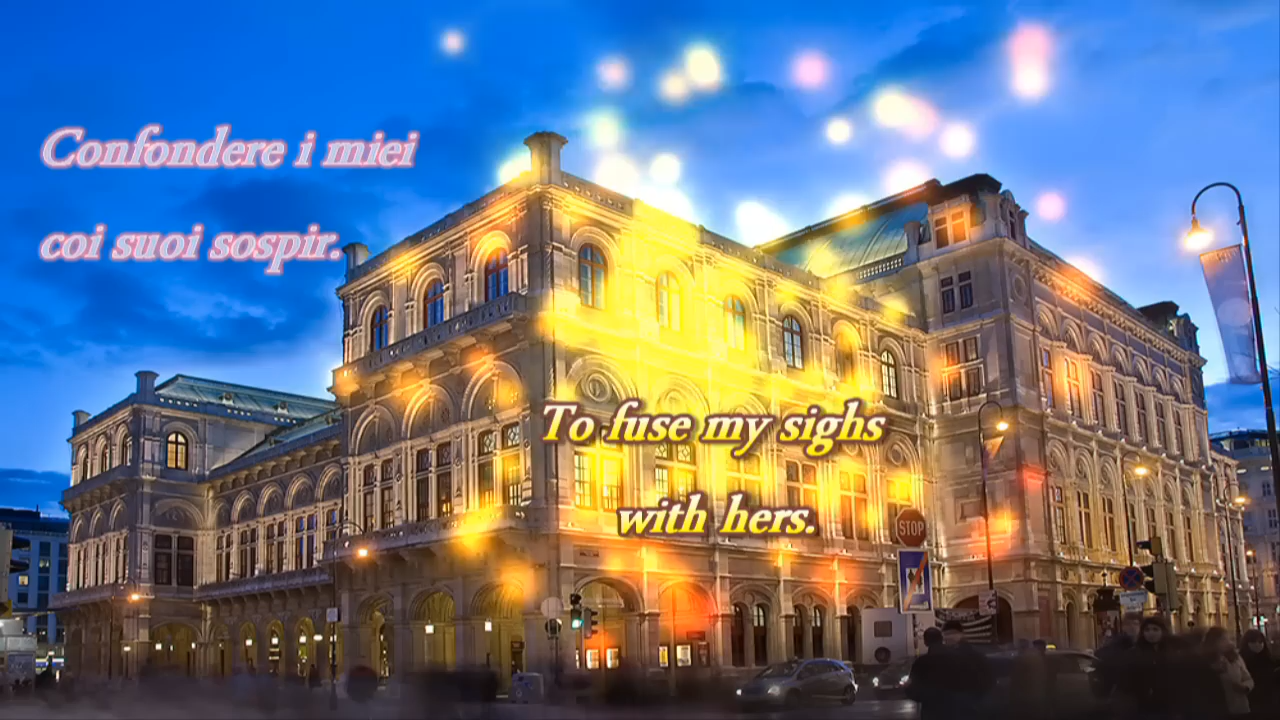 Confondere i miei
coi suoi sospir.
To fuse my sighs
with hers.
STOP